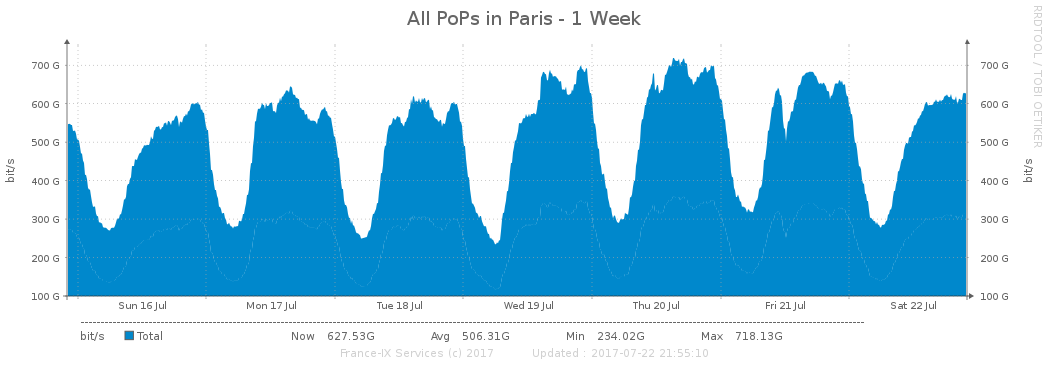 All PoPs in Paris - 1 Week
RRDTOOL / TOBI OETIKER
700 G 700 G
600 G 600 G
500 G 500 G
400 G 400 G
300 G 300 G
200 G 200 G
100 G 100 G
bit/s bit/s
Sun 16 Jul Mon 17 Jul Tue 18 Jul Wed 19 Jul Thu 20 Jul Fri 21 Jul Sat 22 Jul
bit/s Total Now 627.53G Avg 506.31G Min 234.02G Max 718.13G
France-IX Services (c) 2017 Updated : 2017-07-22 21:55:10